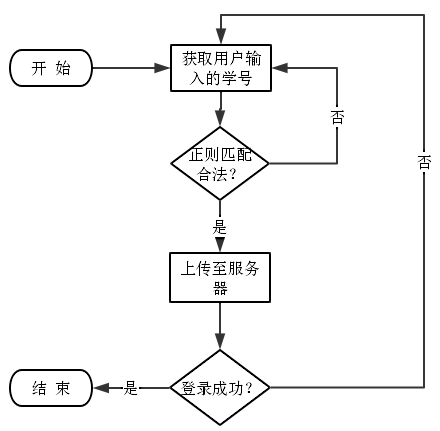 开 始
获取用户输
入的学号
否
正则匹配
合法？
否
是
上传至服务
器
登录成功？
是
结 束